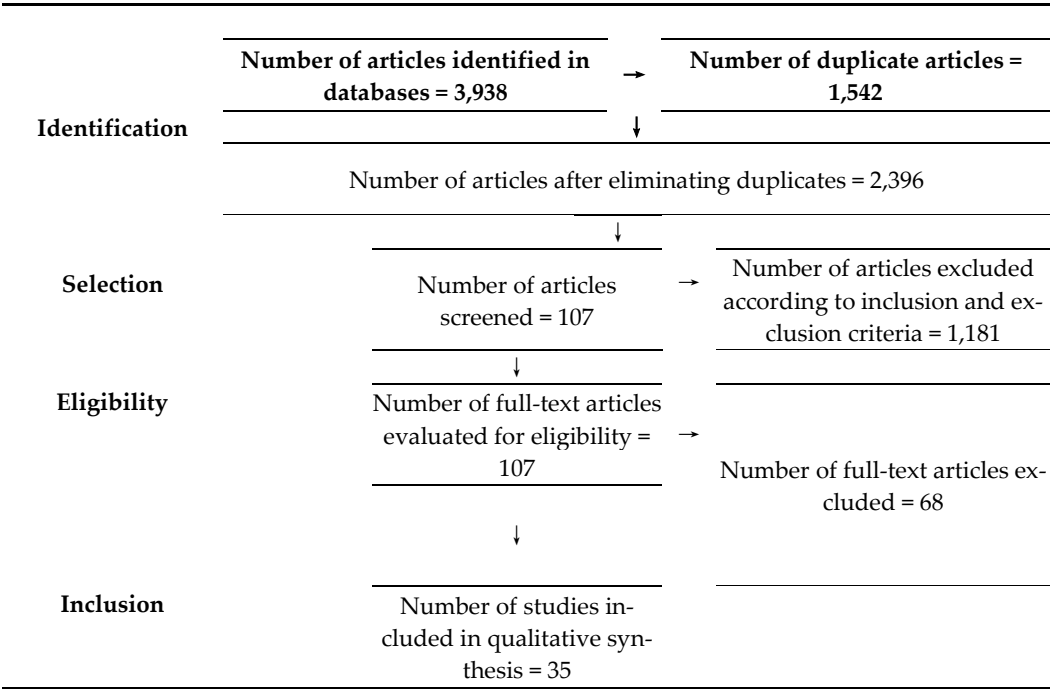 Number of articles identified in
databases = 3,938
→
Number of duplicate articles =
1,542
Identification
↓
Number of articles after eliminating duplicates = 2,396
↓
Selection
Number of articles
screened = 107
→
Number of articles excluded
according to inclusion and ex-
clusion criteria = 1,181
↓
Eligibility
Number of full-text articles
evaluated for eligibility =
107
→
Number of full-text articles ex-
cluded = 68
↓
Inclusion
Number of studies in-
cluded in qualitative syn-
thesis = 35